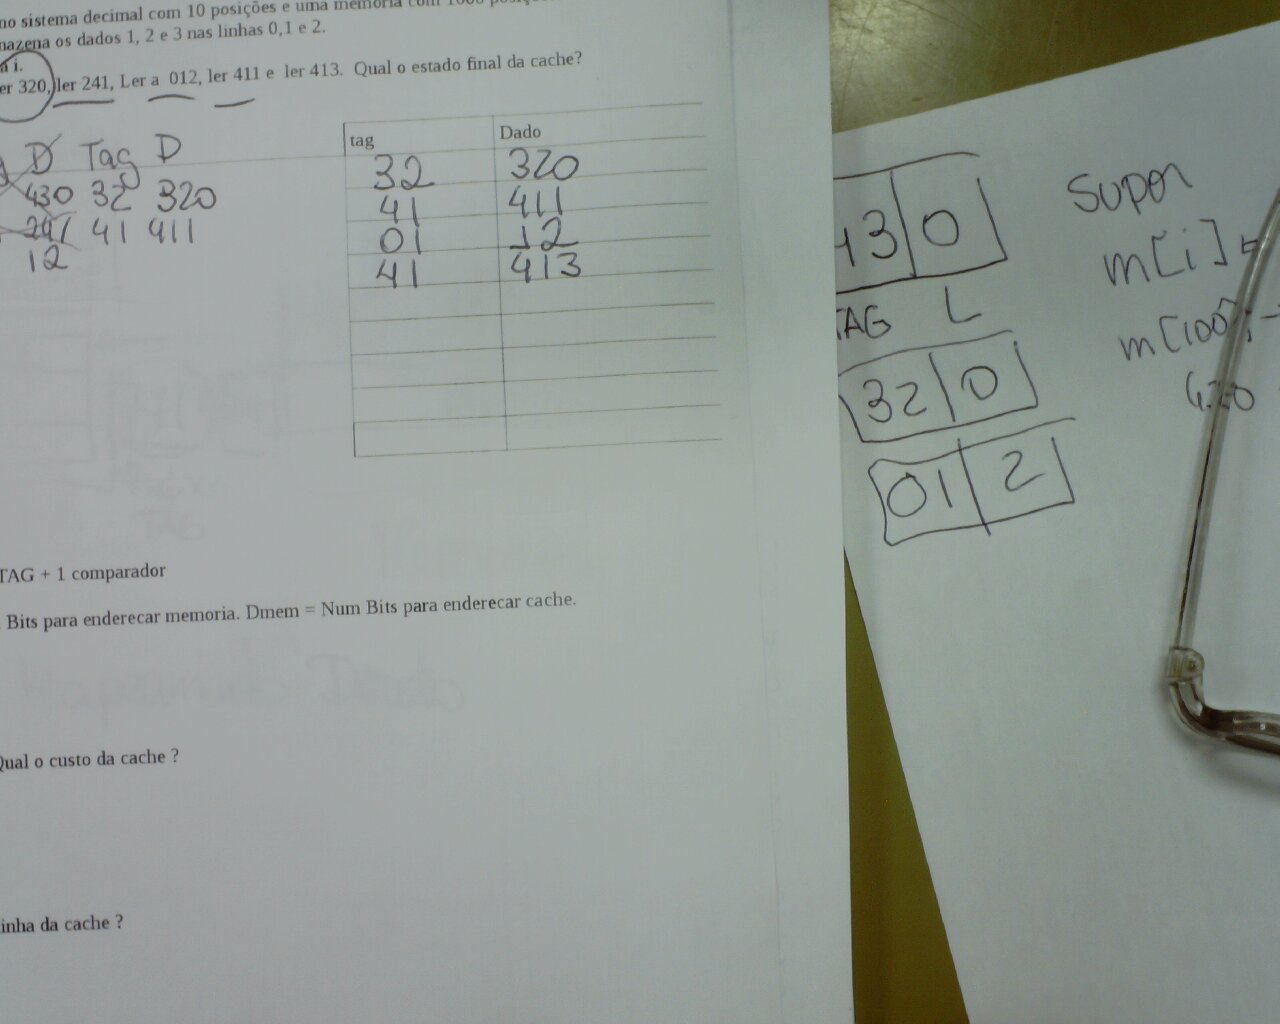 no sistema decimal com 10 posições e uma memoria com 1000
mazena os dados 1, 2 e 3 nas linhas 0,1 e 2.
a i.
er 320, ler 241, Ler a 012, ler 411 e ler 413. Qual o estado final da cache?
D Tag D
430 32 320
241 41 411
12
tag Dado
32 320
41 411
01 12
41 413
TAG + 1 comparador
Bits para enderecar memoria. Dmem = Num Bits para enderecar cache.
Qual o custo da cache ?
inha da cache ?
43 0
TAG L
32 0
01 2
Supor
m[i] =
m[100]